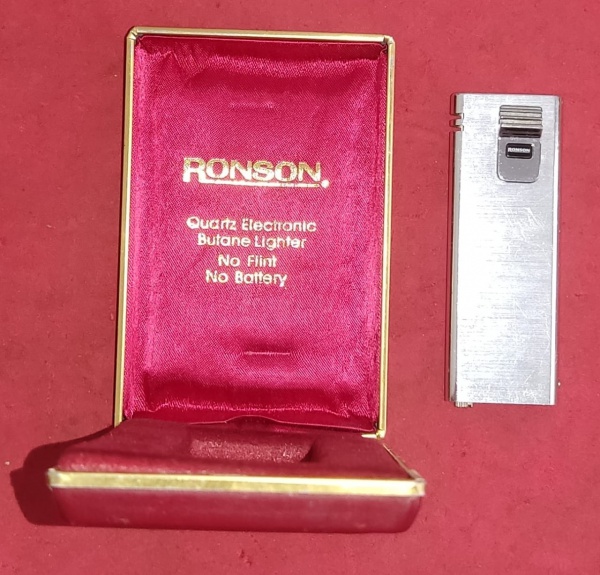 RONSON.
Quartz Electronic
Butane Lighter
No Flint
No Battery
RONSON